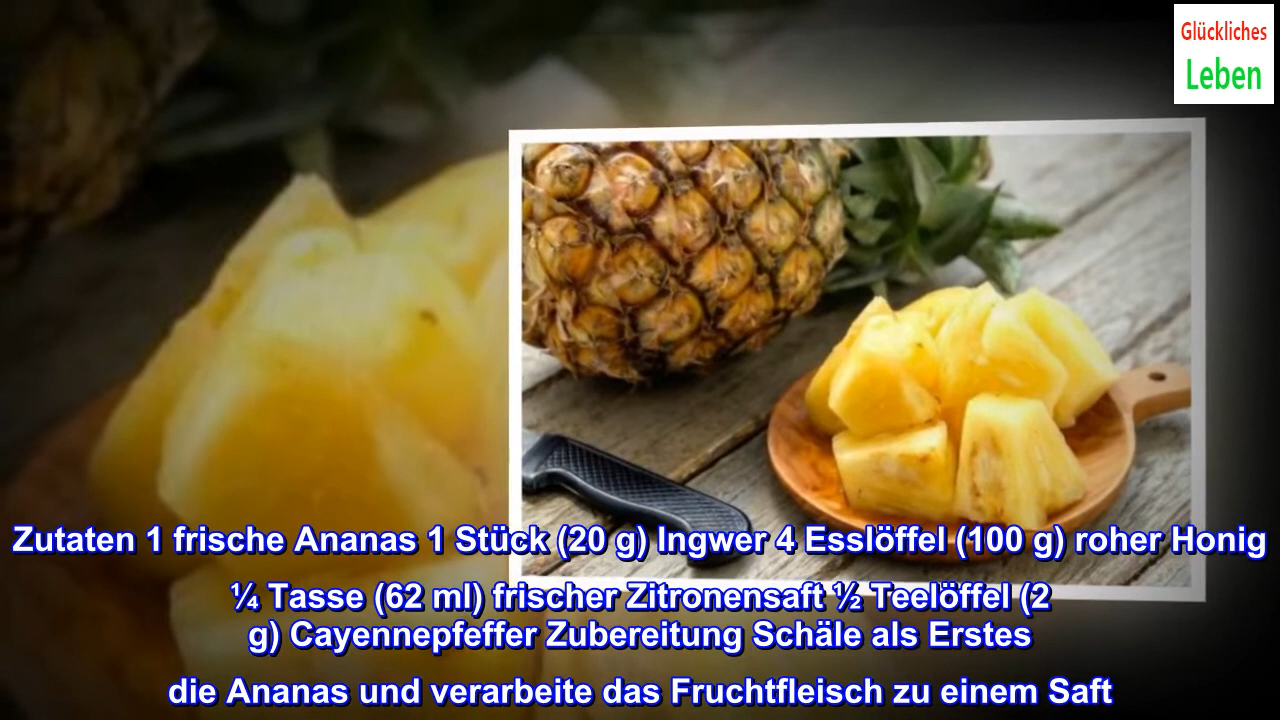 Glückliches
Leben
Zutaten 1 frische Ananas 1 Stück (20 g) Ingwer 4 Esslöffel (100 g) roher Honig
¼ Tasse (62 ml) frischer Zitronensaft ½ Teelöffel (2
g) Cayennepfeffer Zubereitung Schäle als Erstes
die Ananas und verarbeite das Fruchtfleisch zu einem Saft